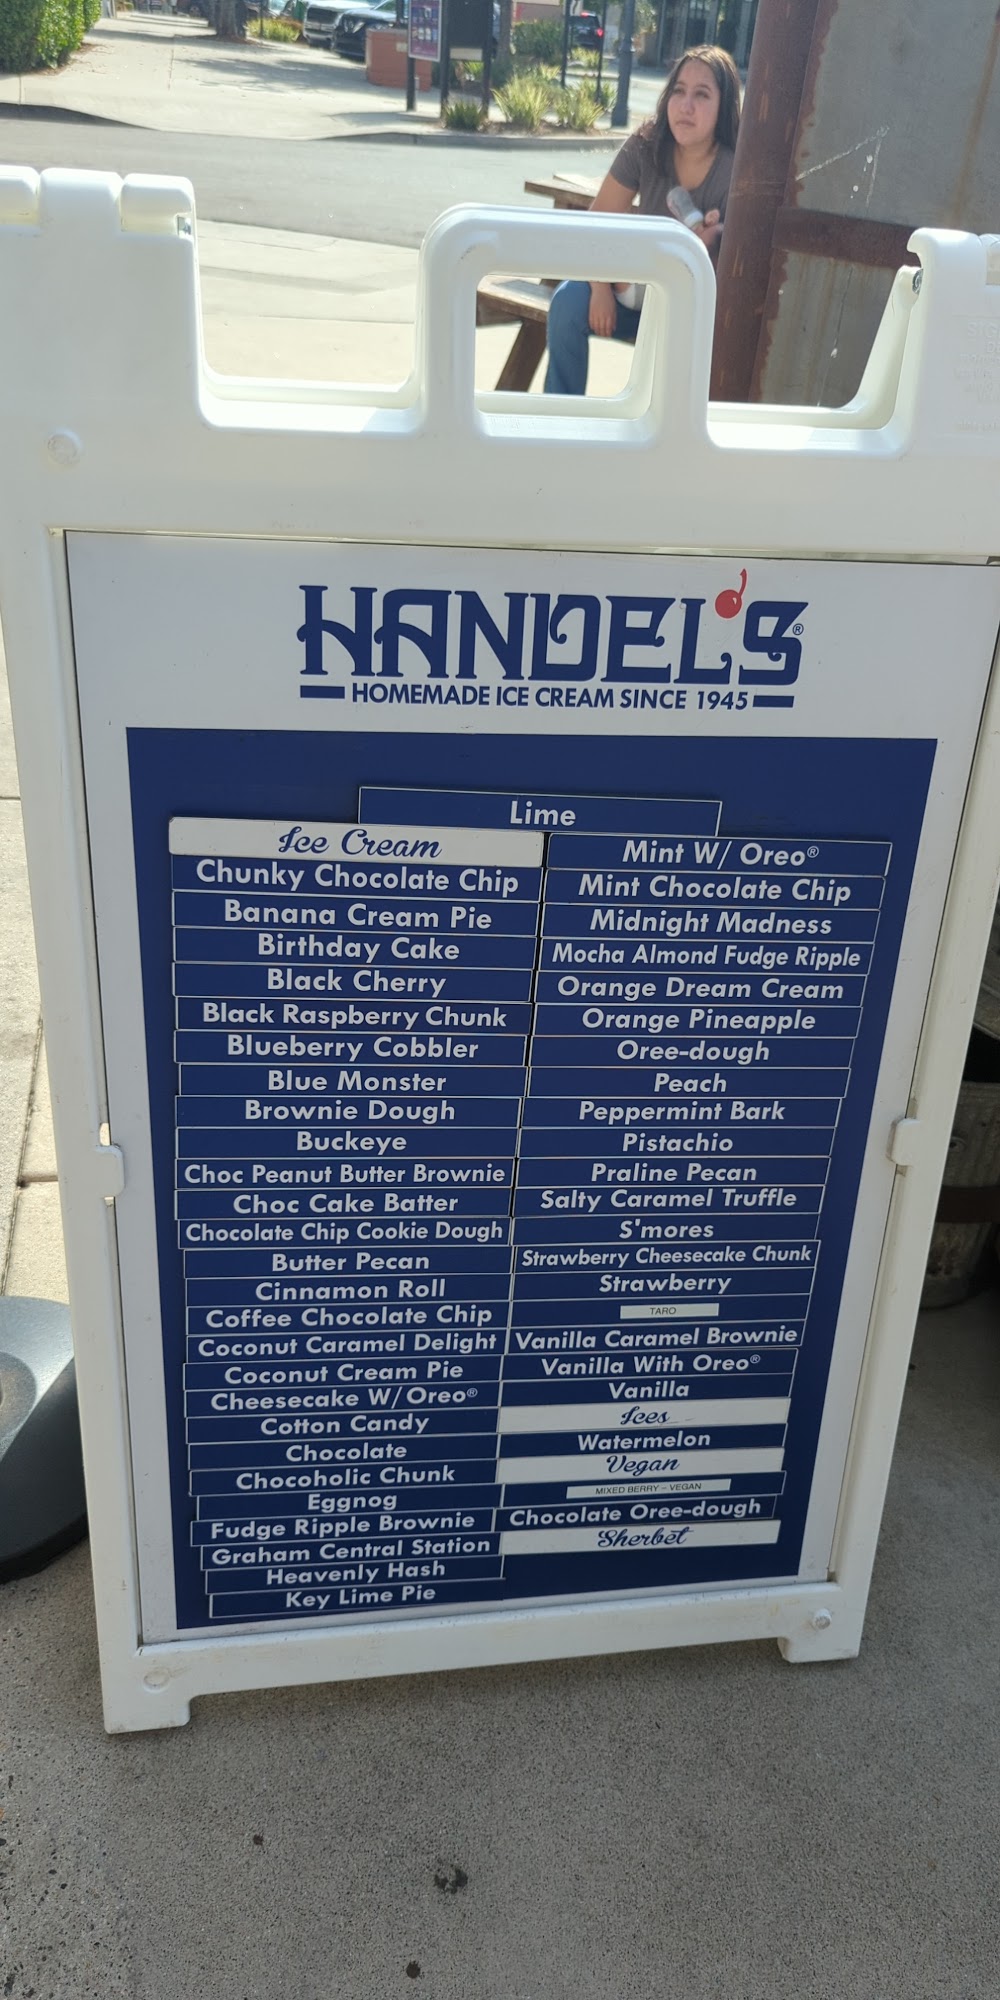 HANDEL'S®
HOMEMADE ICE CREAM SINCE 1945
Lime
Ice Cream
Chunky Chocolate Chip
Banana Cream Pie
Birthday Cake
Black Cherry
Black Raspberry Chunk
Blueberry Cobbler
Blue Monster
Brownie Dough
Buckeye
Choc Peanut Butter Brownie
Choc Cake Batter
Chocolate Chip Cookie Dough
Butter Pecan
Cinnamon Roll
Coffee Chocolate Chip
Coconut Caramel Delight
Coconut Cream Pie
Cheesecake W/ Oreo®
Cotton Candy
Chocolate
Chocoholic Chunk
Eggnog
Fudge Ripple Brownie
Graham Central Station
Heavenly Hash
Key Lime Pie
Mint W/ Oreo®
Mint Chocolate Chip
Midnight Madness
Mocha Almond Fudge Ripple
Orange Dream Cream
Orange Pineapple
Oree-dough
Peach
Peppermint Bark
Pistachio
Praline Pecan
Salty Caramel Truffle
S'mores
Strawberry Cheesecake Chunk
Strawberry
TARO
Vanilla Caramel Brownie
Vanilla With Oreo®
Vanilla
Ices
Watermelon
Vegan
MIXED BERRY - VEGAN
Chocolate Oree-dough
Sherbet